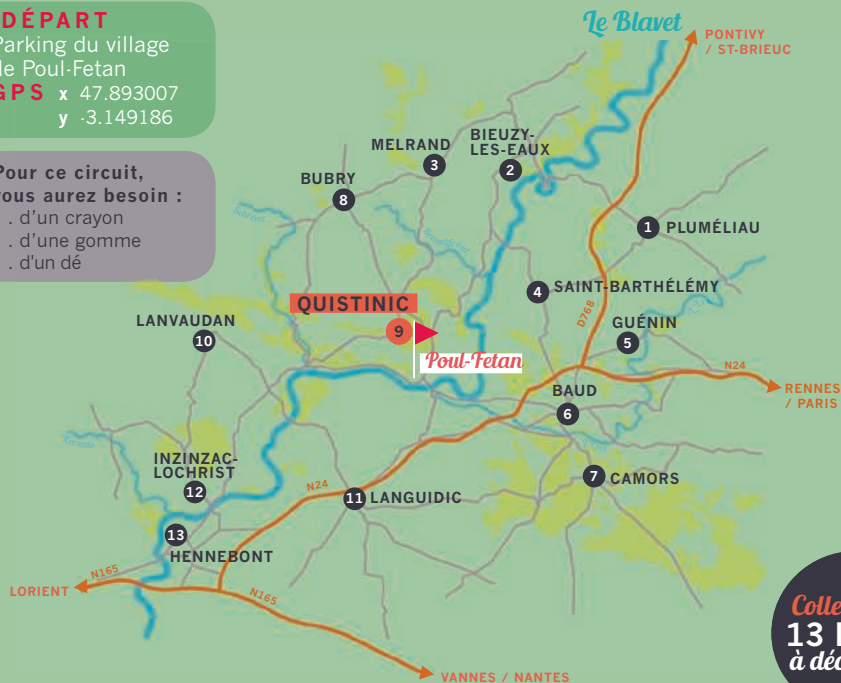 DÉPART
Parking du village
de Poul-Fetan
GPS x 47.893007
y -3.149186
Pour ce circuit,
vous aurez besoin :
. d'un crayon
. d'une gomme
. d'un dé
Le Blavet
PONTIVY
/ ST-BRIEUC
BIEUZY-
LES-EAUX
2
MELRAND
3
BUBRY
8
1 PLUMÉLIAU
4 SAINT-BARTHÉLÉMY
D768
GUÉNIN
5
QUISTINIC
9
Poul-Fetan
LANVAUDAN
10
N24
RENNES
/ PARIS
BAUD
6
7 CAMORS
INZINZAC-
LOCHRIST
12
N24
11 LANGUIDIC
13
HENNEBONT
LORIENT
N165
N165
VANNES / NANTES
13
à